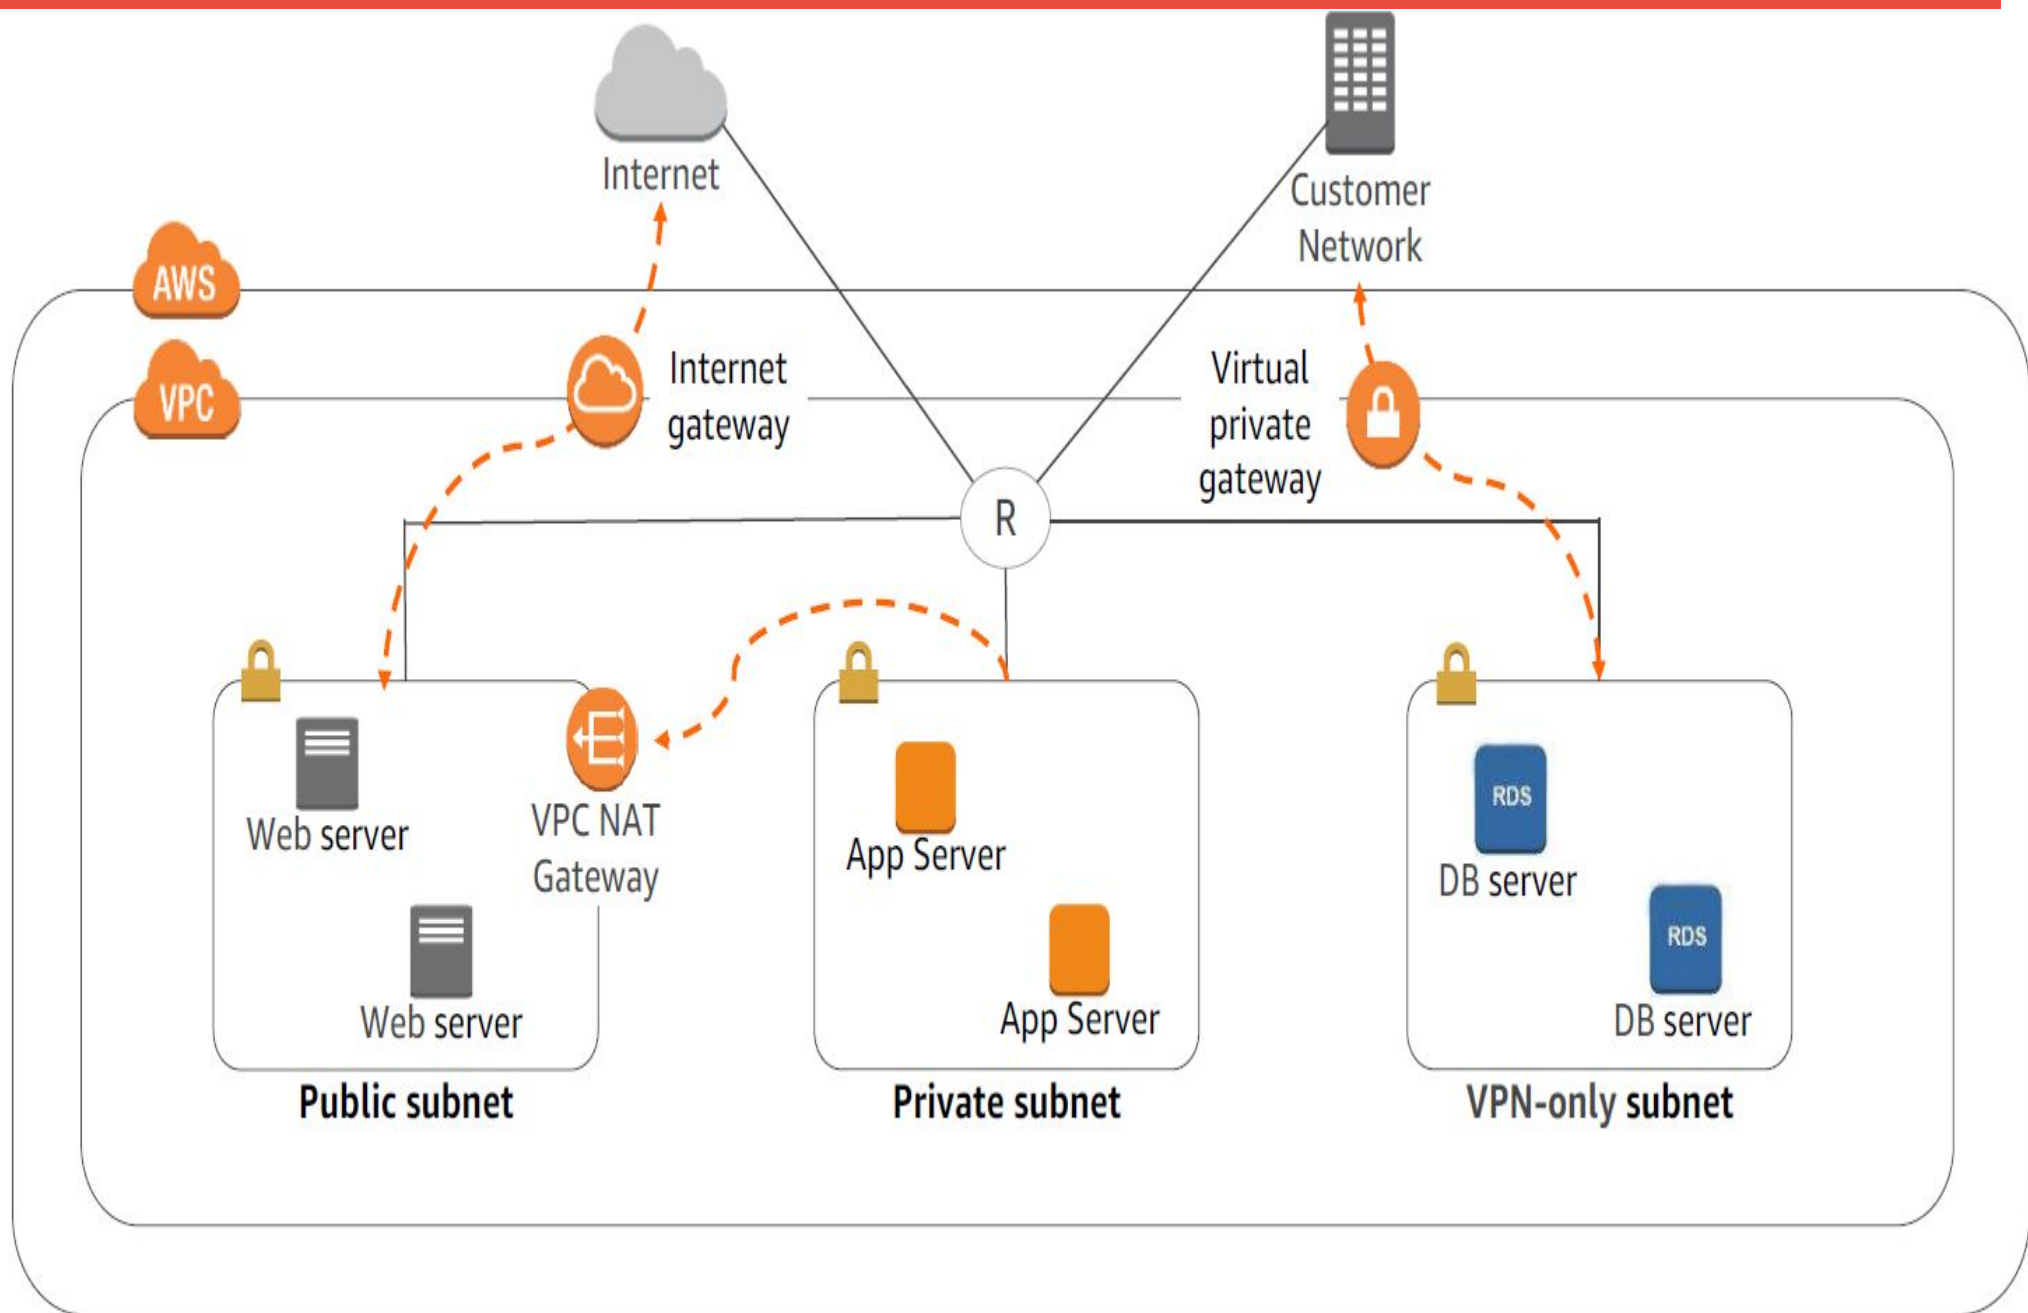 Internet
Customer
Network
AWS
VPC
Internet
gateway
Virtual
private
gateway
R
Web server
VPC NAT
Gateway
Web server
App Server
App Server
RDS
DB server
RDS
DB server
Public subnet
Private subnet
VPN-only subnet